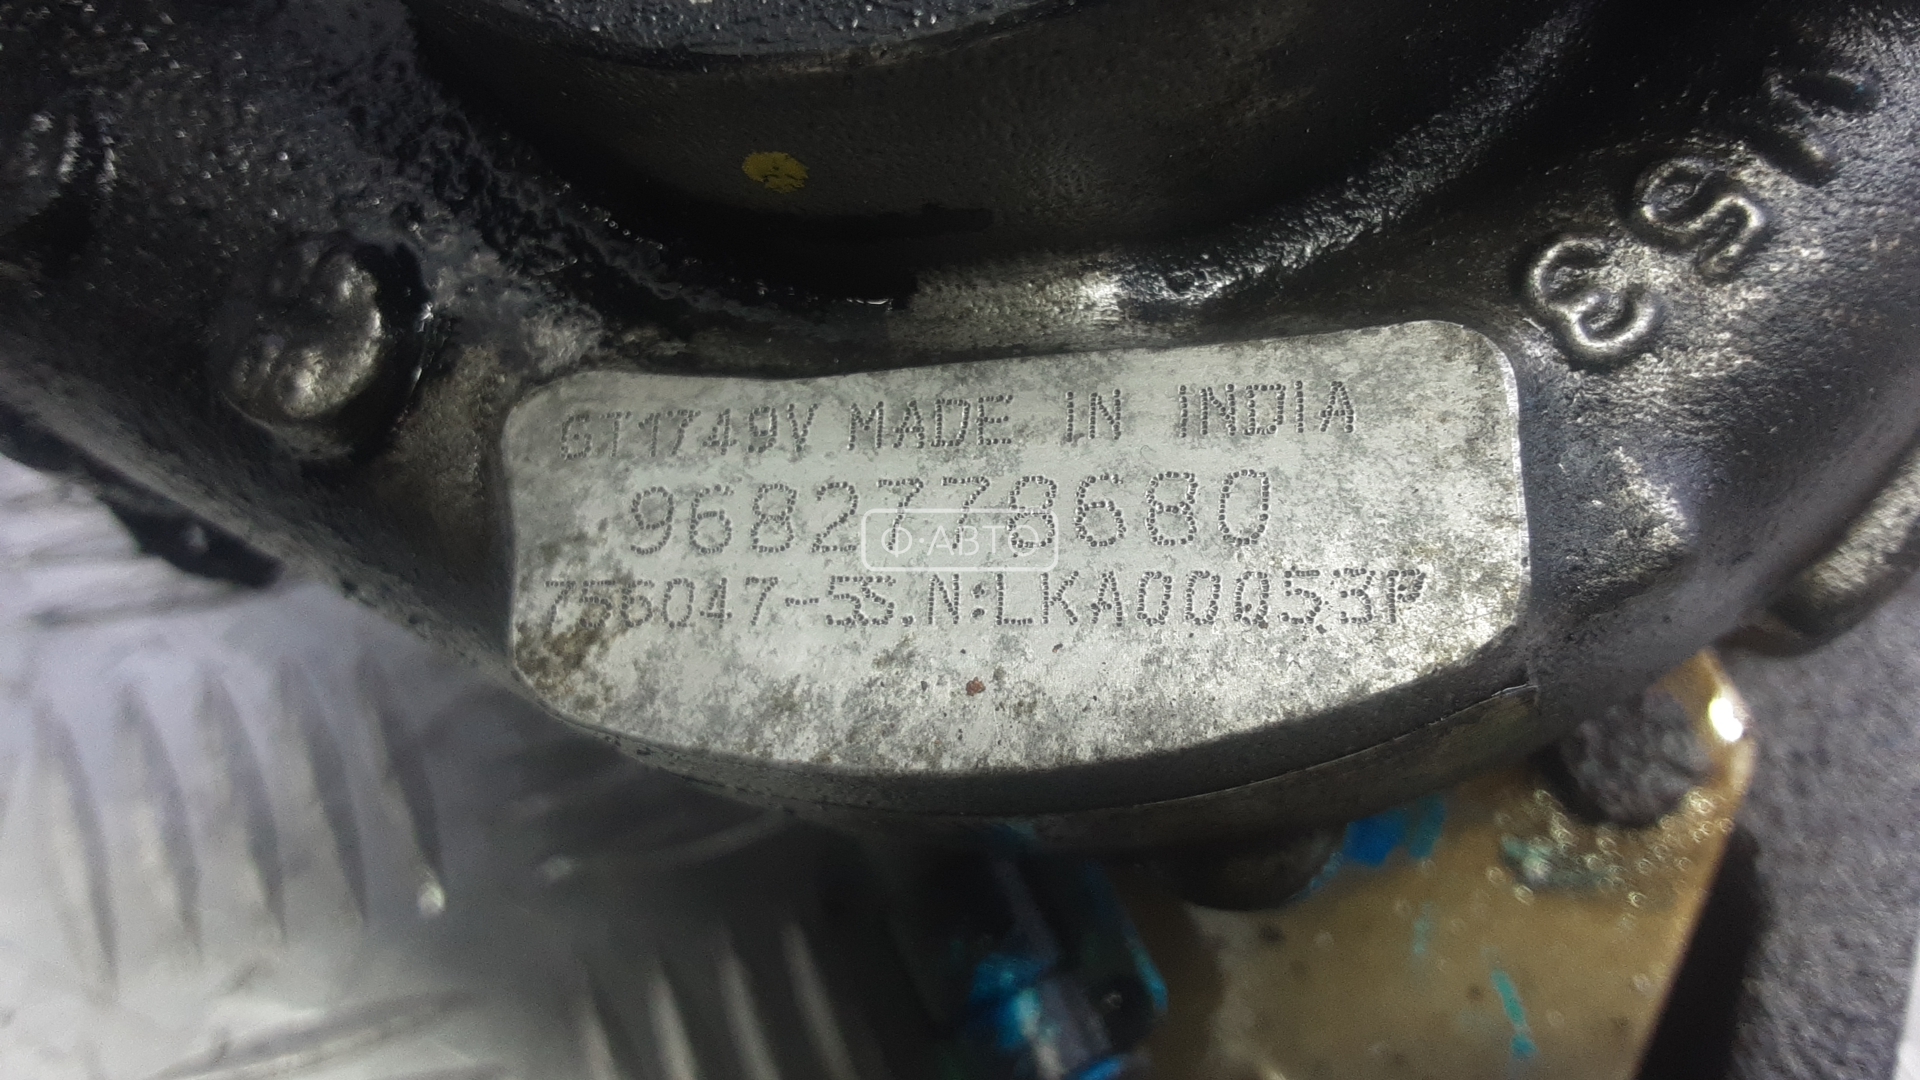 GT1749V MADE IN INDIA
9682778680
Ф·АВТО
756047-5S.N:LKA00Q53P